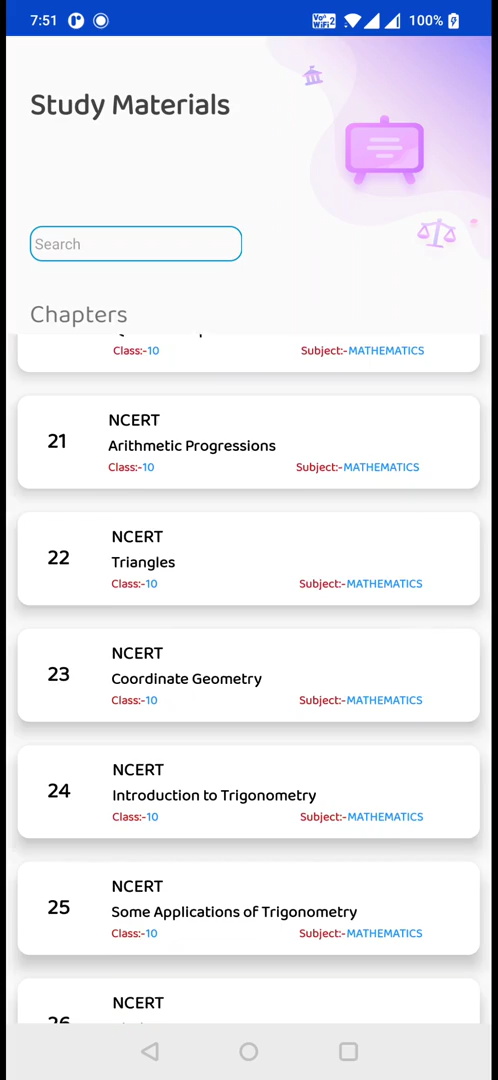 7:51
Vo)) WiFi2 100%
Study Materials
Search
Chapters
Class:-10 Subject:-MATHEMATICS
21
NCERT
Arithmetic Progressions
Class:-10 Subject:-MATHEMATICS
22
NCERT
Triangles
Class:-10 Subject:-MATHEMATICS
23
NCERT
Coordinate Geometry
Class:-10 Subject:-MATHEMATICS
24
NCERT
Introduction to Trigonometry
Class:-10 Subject:-MATHEMATICS
25
NCERT
Some Applications of Trigonometry
Class:-10 Subject:-MATHEMATICS
26
NCERT